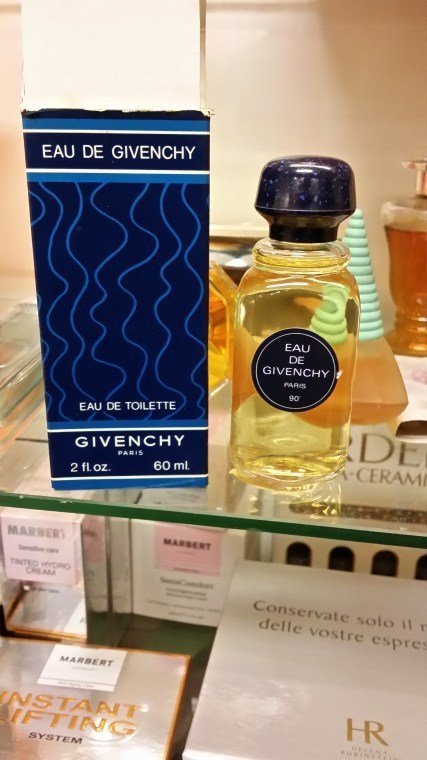 EAU DE GIVENCHY
EAU DE TOILETTE
GIVENCHY
PARIS
2 fl oz. 60 ml.
EAU
DE
GIVENCHY
PARIS
90°
A-CERAMI
MARBERT
Sensitive care
TINTED HYDRO
CREAM
MARBERT
SensComfort
MARBERT
INSTANT
LIFTING
SYSTEM
Conservate solo il
delle vostre espres
HR
HELENA
RUBINSTEIN